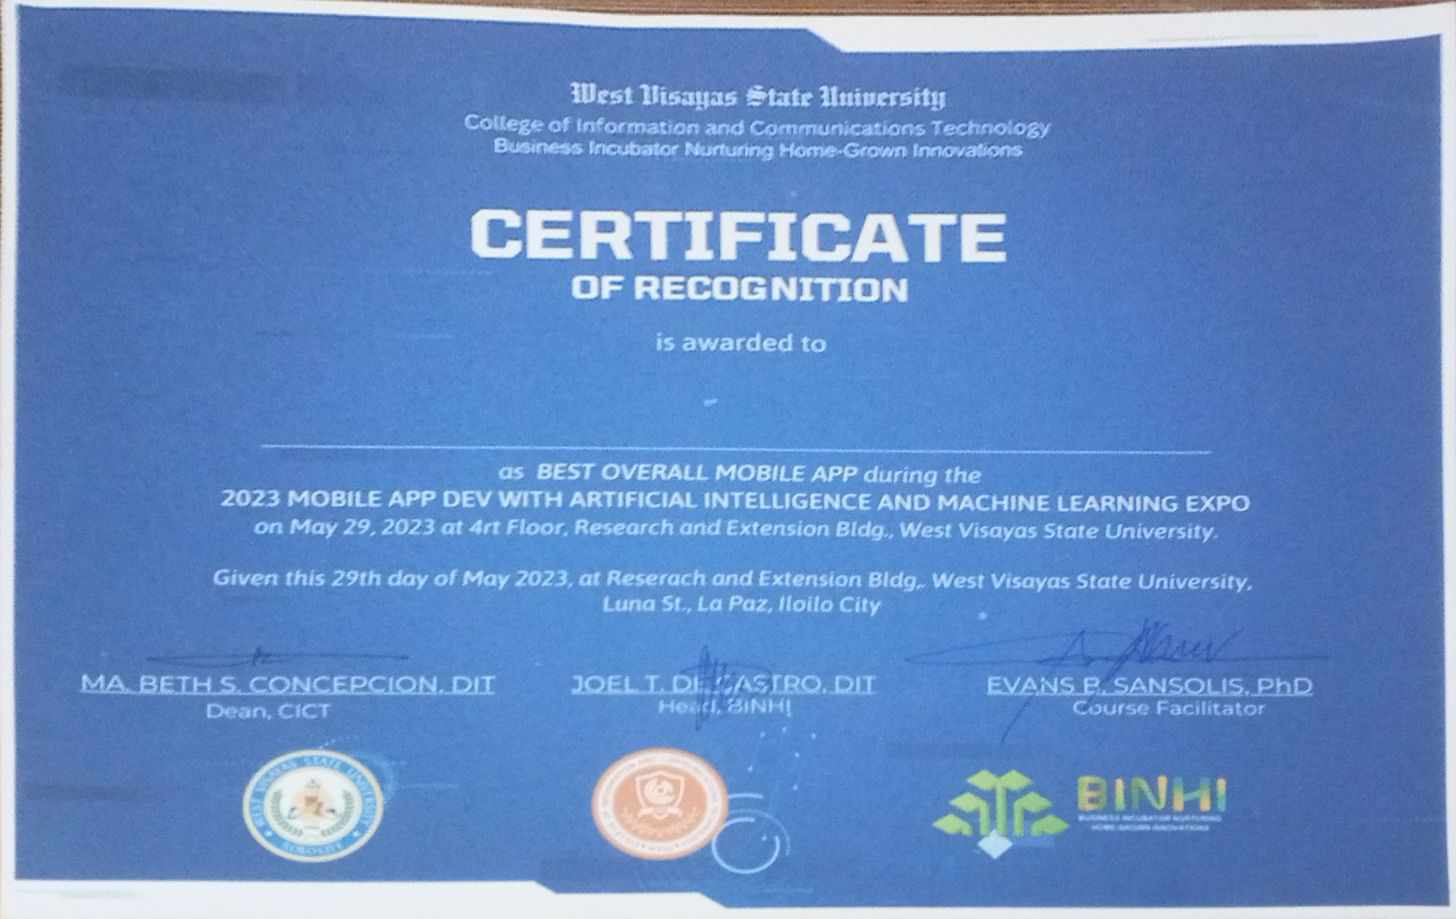 West Visayas State University
College of Information and Communications Technology
Business Incubator Nurturing Home-Grown Innovations
CERTIFICATE
OF RECOGNITION
is awarded to
as BEST OVERALL MOBILE APP during the
2023 MOBILE APP DEV WITH ARTIFICIAL INTELLIGENCE AND MACHINE LEARNING EXPO
on May 29, 2023 at 4rt Floor, Research and Extension Bldg., West Visayas State University.
Given this 29th day of May 2023, at Reserach and Extension Bldg,. West Visayas State University,
Luna St., La Paz, Iloilo City
MA. BETH S. CONCEPCION, DIT
Dean, CICT
JOEL T. DE CASTRO, DIT
Head, BINHI
EVANS B. SANSOLIS, PhD
Course Facilitator
WEST VISAYAS STATE UNIVERSITY
BINHI
BUSINESS INCUBATOR NURTURING
HOME-GROWN INNOVATIONS